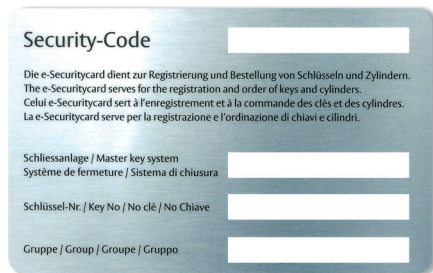 Security-Code
Die e-Securitycard dient zur Registrierung und Bestellung von Schlüsseln und Zylindern.
The e-Securitycard serves for the registration and order of keys and cylinders.
Celui e-Securitycard sert à l'enregistrement et à la commande des clés et des cylindres.
La e-Securitycard serve per la registrazione e l'ordinazione di chiavi e cilindri.
Schliessanlage / Master key system
Système de fermeture / Sistema di chiusura
Schlüssel-Nr. / Key No / No clé / No Chiave
Gruppe / Group / Groupe / Gruppo